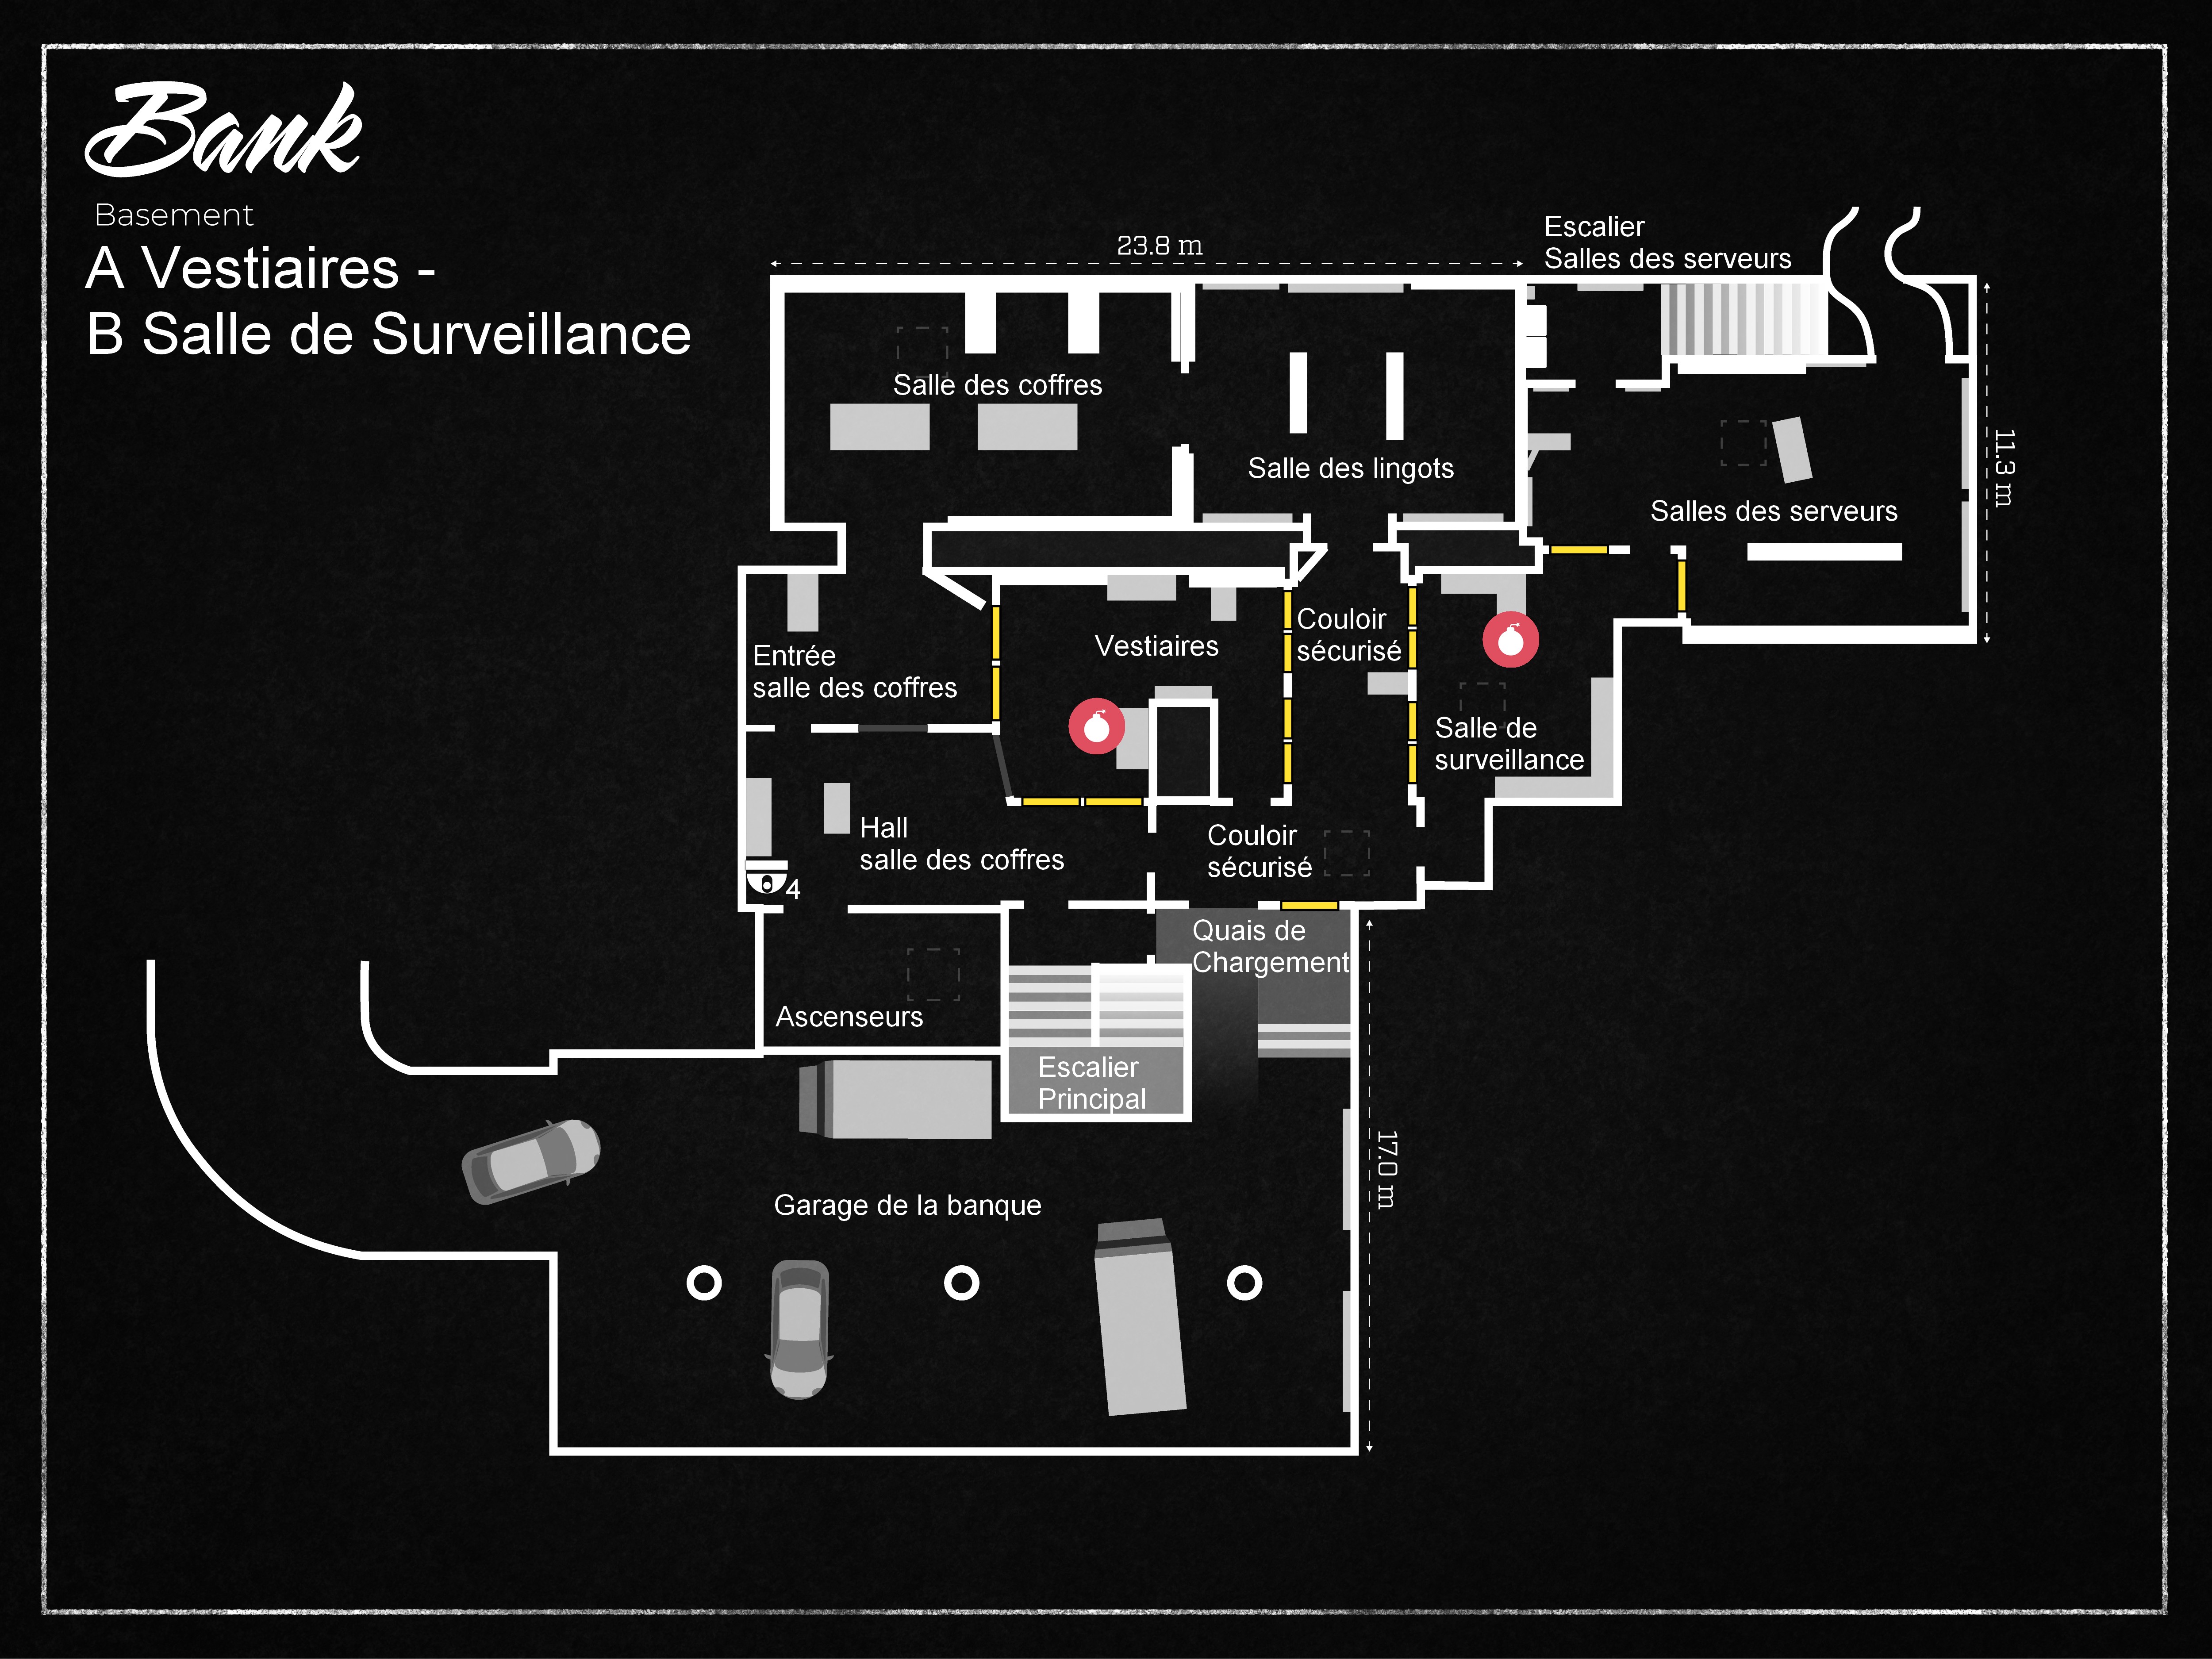 Bank
Basement
A Vestiaires -
B Salle de Surveillance
23.8 m
Escalier
Salles des serveurs
Salle des coffres
Salle des lingots
11.3 m
Salles des serveurs
Entrée
salle des coffres
Vestiaires
Couloir
sécurisé
Salle de
surveillance
Hall
salle des coffres
4
Couloir
sécurisé
Quais de
Chargement
Ascenseurs
Escalier
Principal
17.0 m
Garage de la banque